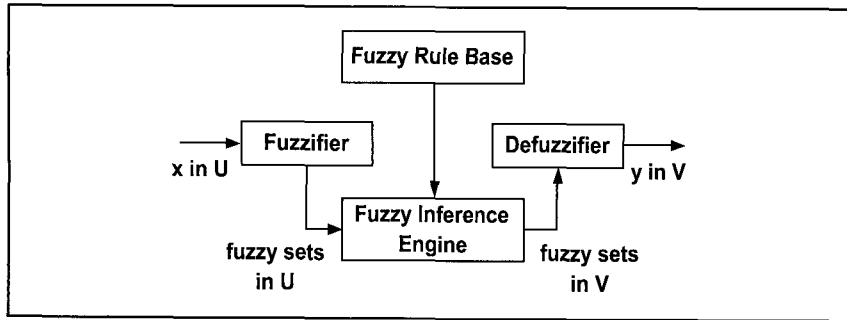 Fuzzy Rule Base
Fuzzifier
Defuzzifier
x in U
y in V
Fuzzy Inference
Engine
fuzzy sets
in U
fuzzy sets
in V